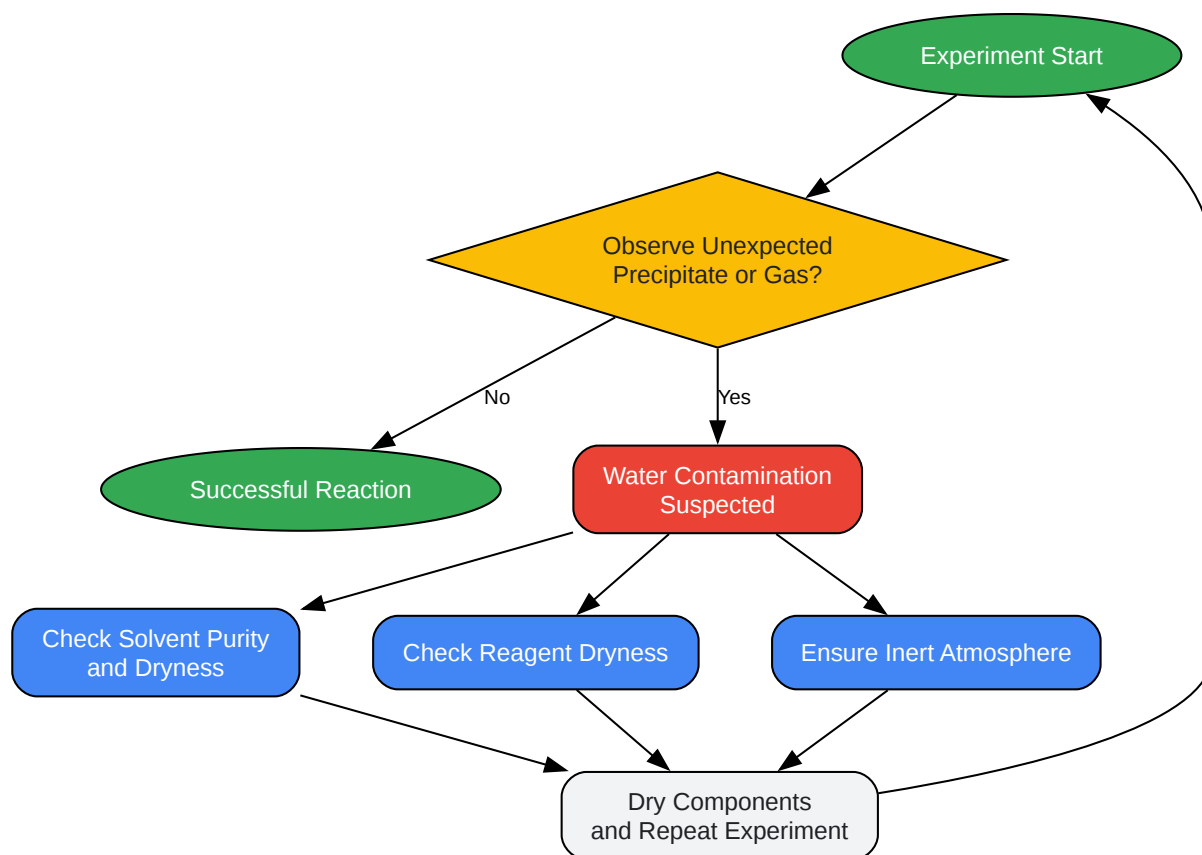 Experiment Start
Observe Unexpected
Precipitate or Gas?
No
Yes
Successful Reaction
Water Contamination
Suspected
Check Solvent Purity
and Dryness
Check Reagent Dryness
Ensure Inert Atmosphere
Dry Components
and Repeat Experiment